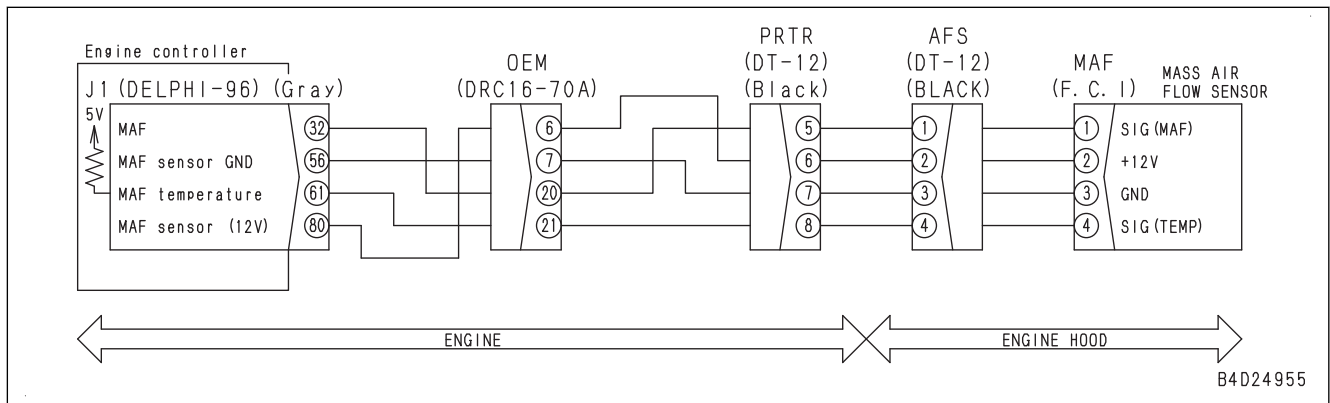 Engine controller
J1 (DELPHI-96) (Gray)
5V
MAF 32
MAF sensor GND 56
MAF temperature 61
MAF sensor (12V) 80
OEM
(DRC16-70A)
6
7
20
21
PRTR
(DT-12)
(Black)
5
6
7
8
AFS
(DT-12)
(BLACK)
1
2
3
4
MAF
(F.C.I)
MASS AIR
FLOW SENSOR
1 SIG(MAF)
2 +12V
3 GND
4 SIG(TEMP)
ENGINE
ENGINE HOOD
B4D24955